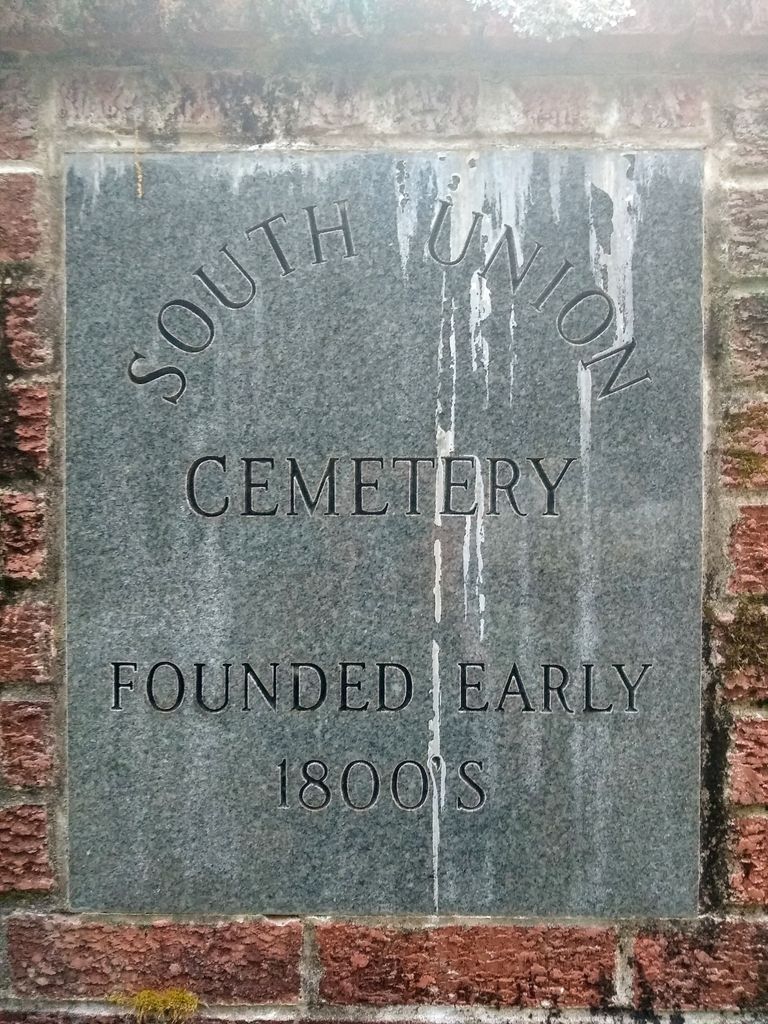 SOUTH UNION
CEMETERY
FOUNDED EARLY
1800'S